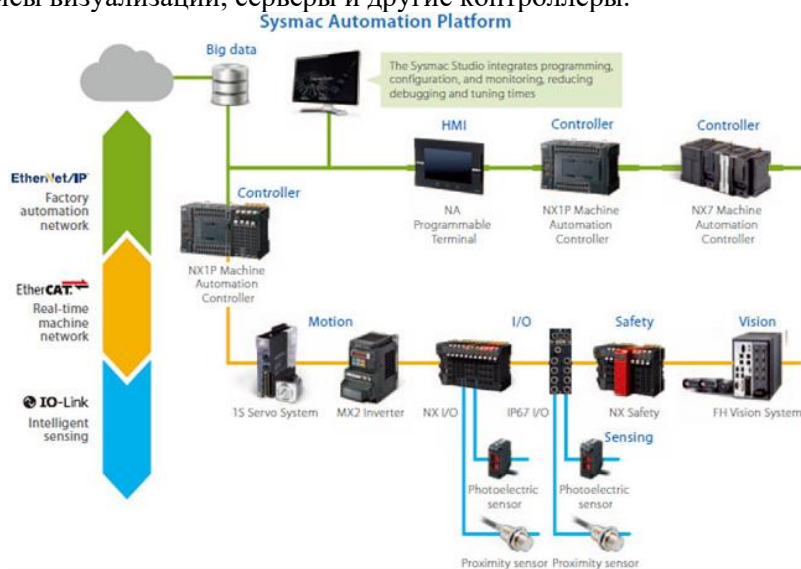 сы визуализации, серверы и другие контроллеры.
Sysmac Automation Platform
Big data
The Sysmac Studio integrates programming,
configuration, and monitoring, reducing
debugging and tuning times
HMI
Controller
Controller
EtherNet/IP
Factory
automation
network
Controller
NA
Programmable
Terminal
NX1P Machine
Automation
Controller
NX7 Machine
Automation
Controller
NX1P Machine
Automation
Controller
EtherCAT
Real-time
machine
network
Motion
I/O
Safety
Vision
IO-Link
Intelligent
sensing
1S Servo System
MX2 Inverter
NX I/O
IP67 I/O
NX Safety
FH Vision System
Sensing
Photoelectric
sensor
Photoelectric
sensor
Proximity sensor
Proximity sensor